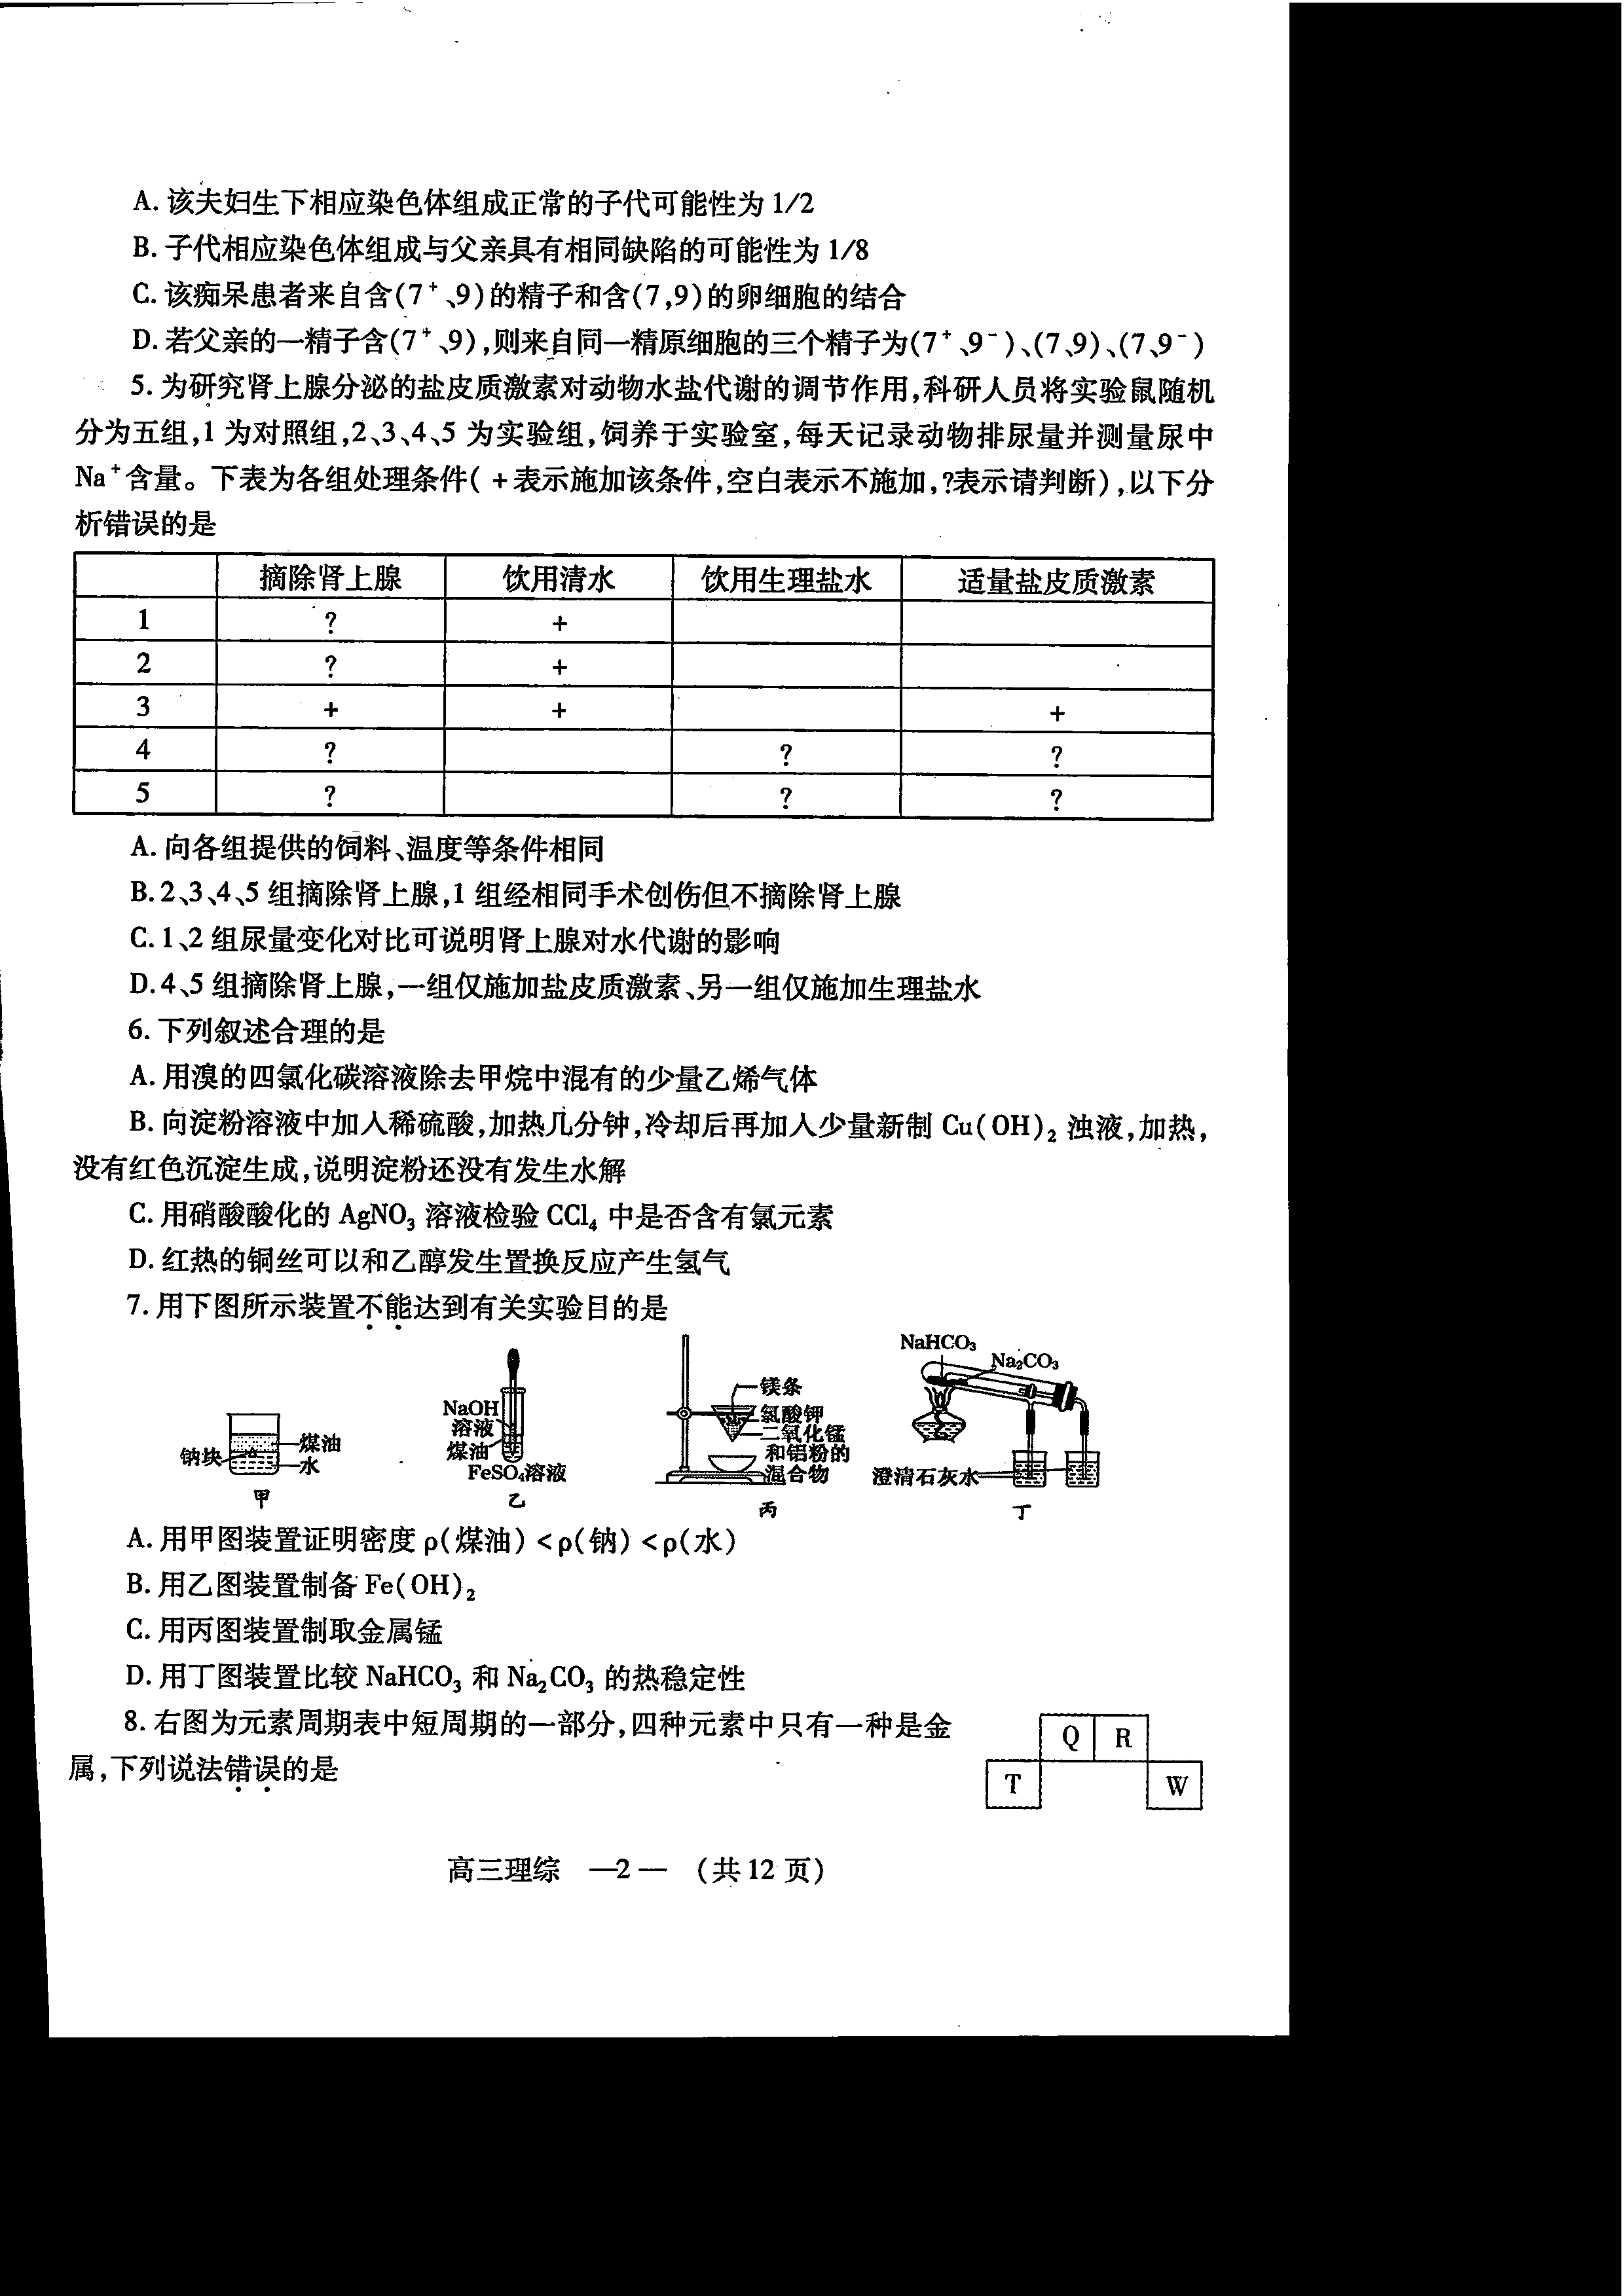 A. 该夫妇生下相应染色体组成正常的子代可能性为 1/2
B. 子代相应染色体组成与父亲具有相同缺陷的可能性为 1/8
C. 该痴呆患者来自含(7⁺、9)的精子和含(7,9)的卵细胞的结合
D. 若父亲的一精子含(7⁺、9),则来自同一精原细胞的三个精子为(7⁺、9⁻)、(7、9)、(7、9⁻)
5. 为研究肾上腺分泌的盐皮质激素对动物水盐代谢的调节作用,科研人员将实验鼠随机
分为五组,1 为对照组,2、3、4、5 为实验组,饲养于实验室,每天记录动物排尿量并测量尿中
Na⁺含量。下表为各组处理条件( +表示施加该条件,空白表示不施加,?表示请判断),以下分
析错误的是
摘除肾上腺 饮用清水 饮用生理盐水 适量盐皮质激素
1 ? +
2 ? +
3 + + +
4 ? ? ?
5 ? ? ?
A. 向各组提供的饲料、温度等条件相同
B. 2、3、4、5 组摘除肾上腺,1 组经相同手术创伤但不摘除肾上腺
C. 1、2 组尿量变化对比可说明肾上腺对水代谢的影响
D. 4、5 组摘除肾上腺,一组仅施加盐皮质激素、另一组仅施加生理盐水
6. 下列叙述合理的是
A. 用溴的四氯化碳溶液除去甲烷中混有的少量乙烯气体
B. 向淀粉溶液中加入稀硫酸,加热几分钟,冷却后再加入少量新制 Cu(OH)₂ 浊液,加热,
没有红色沉淀生成,说明淀粉还没有发生水解
C. 用硝酸酸化的 AgNO₃ 溶液检验 CCl₄ 中是否含有氯元素
D. 红热的铜丝可以和乙醇发生置换反应产生氢气
7. 用下图所示装置不能达到有关实验目的是
钠块 煤油 水 甲
NaOH 溶液 煤油 FeSO₄溶液 乙
镁条 氯酸钾 二氧化锰 和铝粉的 混合物 丙
NaHCO₃ Na₂CO₃ 澄清石灰水 丁
A. 用甲图装置证明密度 ρ(煤油) < ρ(钠) < ρ(水)
B. 用乙图装置制备 Fe(OH)₂
C. 用丙图装置制取金属锰
D. 用丁图装置比较 NaHCO₃ 和 Na₂CO₃ 的热稳定性
8. 右图为元素周期表中短周期的一部分,四种元素中只有一种是金
属,下列说法错误的是
Q R
T W
高三理综 —2— (共 12 页)